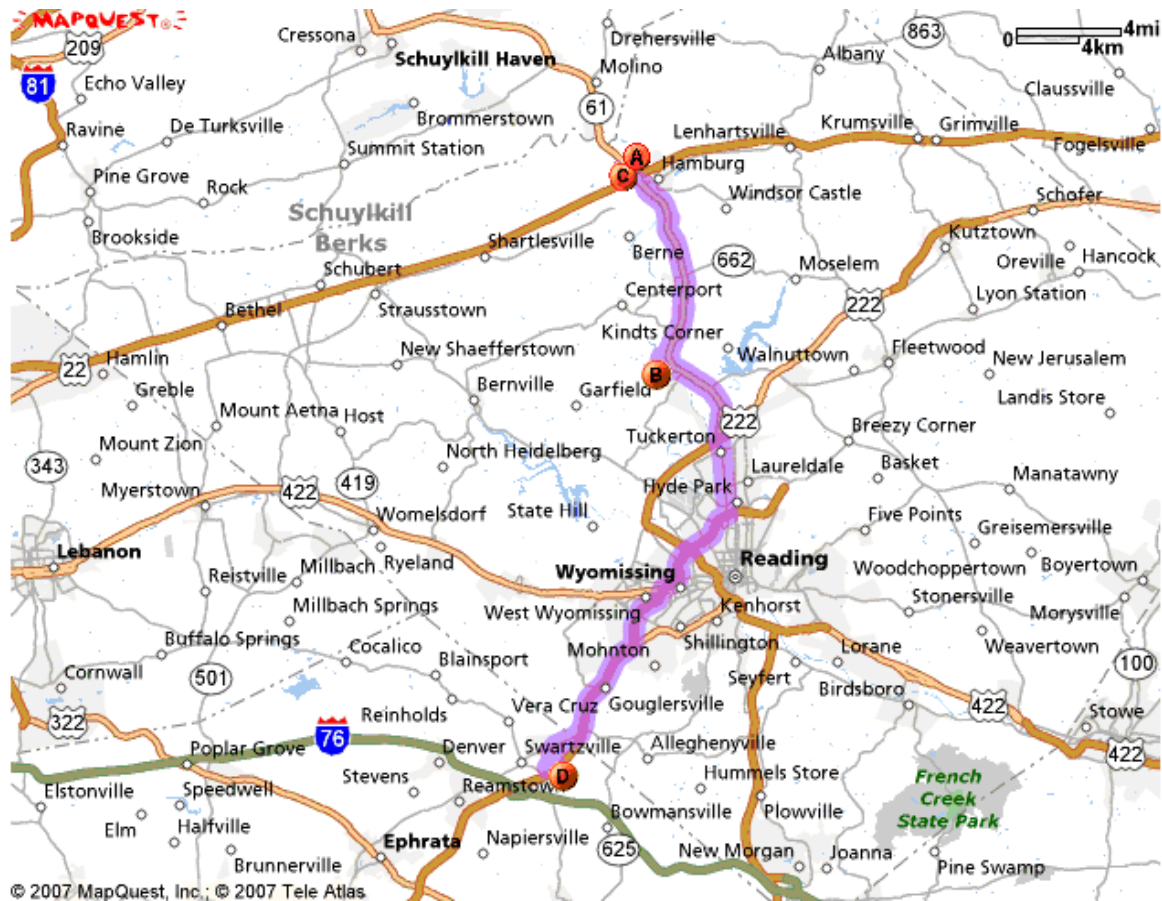 MAPQUEST®
209
Cressona
Drehersville
863
4mi
0
4km
Schuylkill Haven
Albany
Molino
Claussville
81
Echo Valley
61
Brommerstown
Ravine
De Turksville
Lenhartsville
Krumsville
Grimville
Fogelsville
Summit Station
A
C
Hamburg
Pine Grove
Rock
Windsor Castle
Schofer
Schuylkill
Berks
Brookside
Shartlesville
Berne
Kutztown
662
Oreville
Hancock
Schubert
Moselem
Centerport
Lyon Station
Bethel
Strausstown
222
Kindts Corner
Walnuttown
22
Hamlin
New Shaefferstown
Fleetwood
New Jerusalem
B
Greble
Bernville
Garfield
Landis Store
Mount Aetna
Host
222
Tuckerton
Breezy Corner
Mount Zion
343
North Heidelberg
Laureldale
Basket
Manatawny
Myerstown
422
419
Hyde Park
State Hill
Womelsdorf
Five Points
Greisemersville
Lebanon
Ryeland
Reading
Woodchoppertown
Boyertown
Reistville
Millbach
Wyomissing
Stonersville
Millbach Springs
West Wyomissing
Kenhorst
Morysville
Buffalo Springs
Shillington
Weavertown
Cocalico
Mohnton
Lorane
Cornwall
501
Blainsport
Seyfert
100
Birdsboro
Vera Cruz
Gouglersville
422
322
Reinholds
Stowe
76
Poplar Grove
Denver
Swartzville
Alleghenyville
422
Stevens
D
Hummels Store
French
Creek
State Park
Elstonville
Speedwell
Reamstown
Bowmansville
Plowville
Elm
Halfville
Ephrata
Napiersville
625
New Morgan
Joanna
Brunnerville
Pine Swamp
© 2007 MapQuest, Inc.; © 2007 Tele Atlas